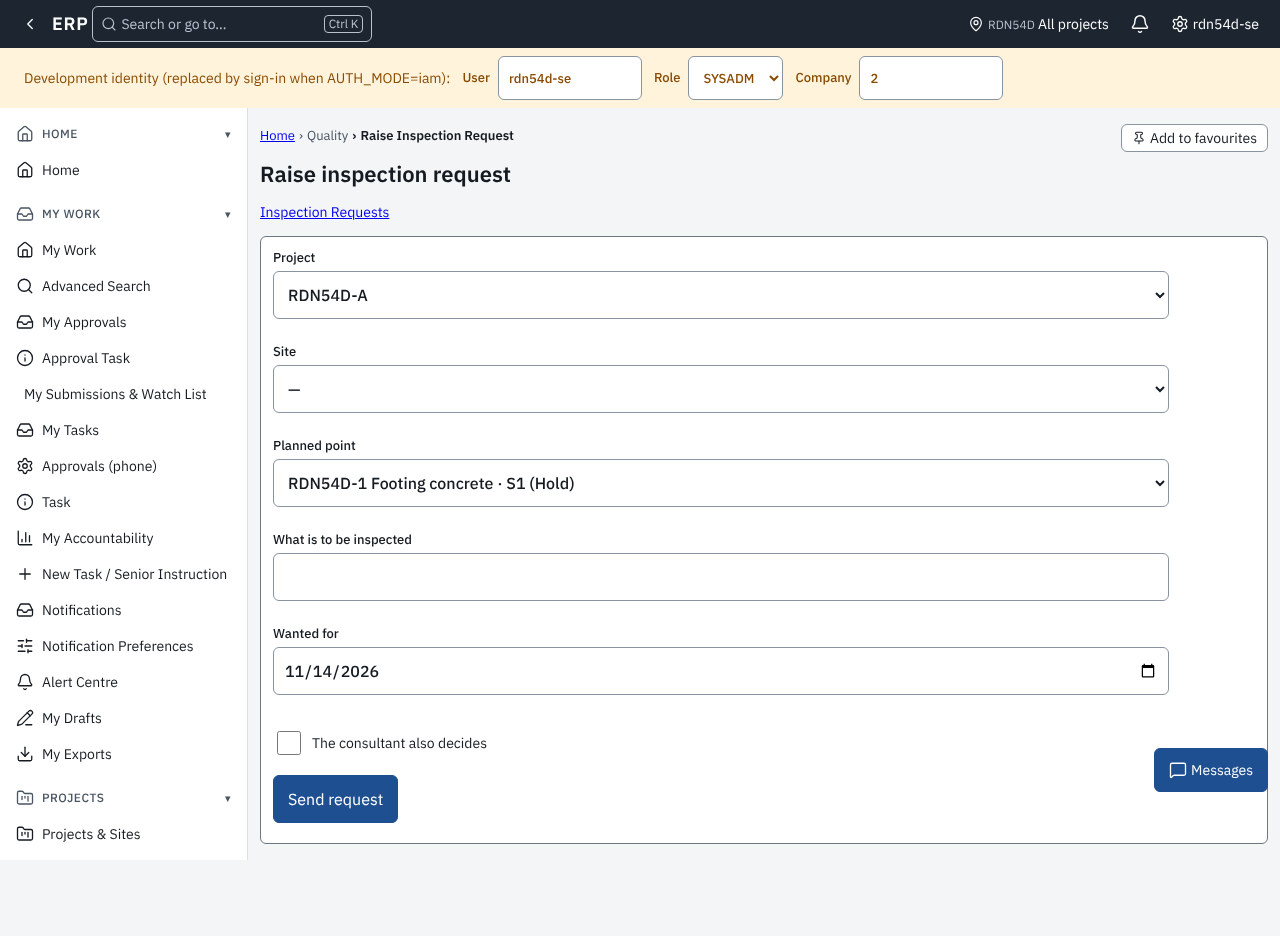 ERP
Search or go to...
Ctrl K
RDN54D All projects
rdn54d-se
Development identity (replaced by sign-in when AUTH_MODE=iam):
User
rdn54d-se
Role
SYSADM
Company
2
HOME
Home
MY WORK
My Work
Advanced Search
My Approvals
Approval Task
My Submissions & Watch List
My Tasks
Approvals (phone)
Task
My Accountability
New Task / Senior Instruction
Notifications
Notification Preferences
Alert Centre
My Drafts
My Exports
PROJECTS
Projects & Sites
Home › Quality › Raise Inspection Request
Add to favourites
Raise inspection request
Inspection Requests
Project
RDN54D-A
Site
—
Planned point
RDN54D-1 Footing concrete · S1 (Hold)
What is to be inspected
Wanted for
11/14/2026
The consultant also decides
Send request
Messages